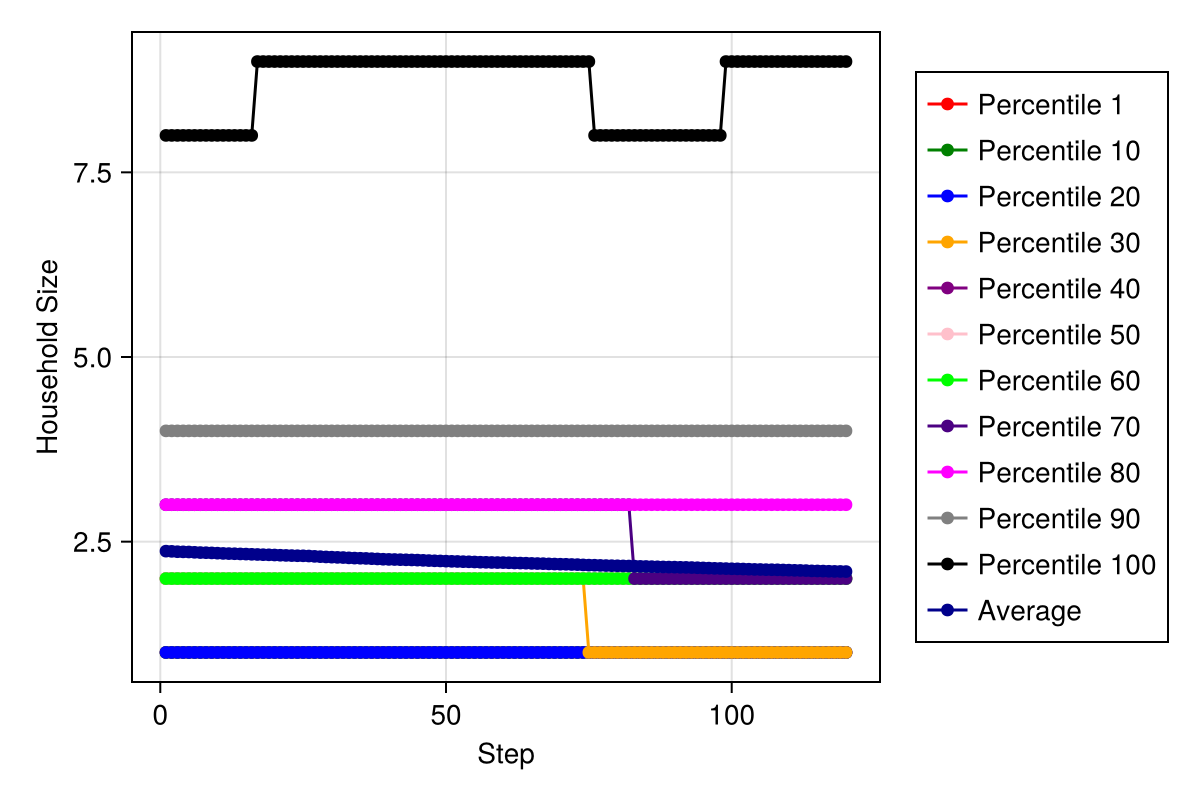 7.5
5.0
2.5
Household Size
0
50
100
Step
Percentile 1
Percentile 10
Percentile 20
Percentile 30
Percentile 40
Percentile 50
Percentile 60
Percentile 70
Percentile 80
Percentile 90
Percentile 100
Average